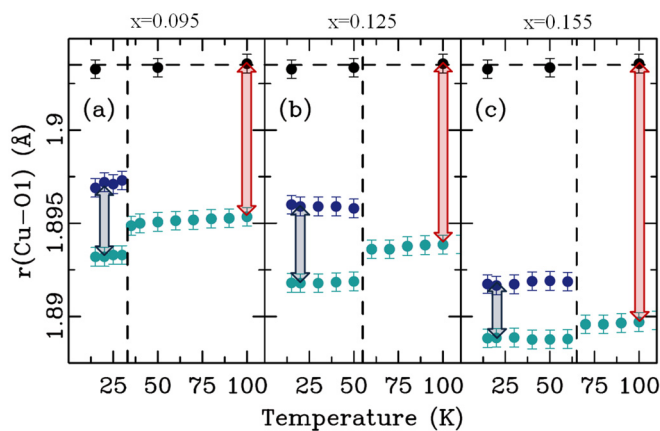 x=0.095 x=0.125 x=0.155
(a) (b) (c)
r(Cu-O1) (Å)
1.9
1.895
1.89
25 50 75 100 25 50 75 100 25 50 75 100
Temperature (K)